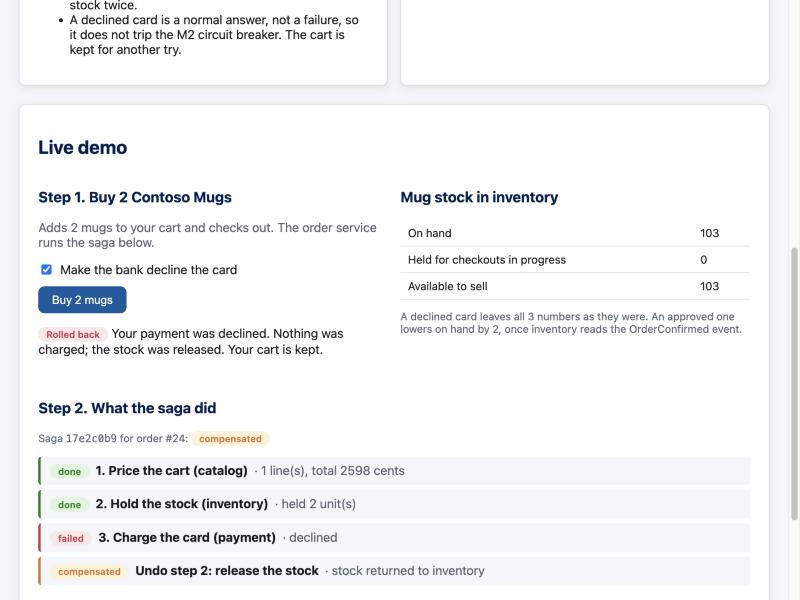 stock twice.
• A declined card is a normal answer, not a failure, so
it does not trip the M2 circuit breaker. The cart is
kept for another try.
Live demo
Step 1. Buy 2 Contoso Mugs
Adds 2 mugs to your cart and checks out. The order service
runs the saga below.
Make the bank decline the card
Buy 2 mugs
Rolled back Your payment was declined. Nothing was
charged; the stock was released. Your cart is kept.
Mug stock in inventory
On hand 103
Held for checkouts in progress 0
Available to sell 103
A declined card leaves all 3 numbers as they were. An approved one
lowers on hand by 2, once inventory reads the OrderConfirmed event.
Step 2. What the saga did
Saga 17e2c0b9 for order #24: compensated
done 1. Price the cart (catalog) · 1 line(s), total 2598 cents
done 2. Hold the stock (inventory) · held 2 unit(s)
failed 3. Charge the card (payment) · declined
compensated Undo step 2: release the stock · stock returned to inventory